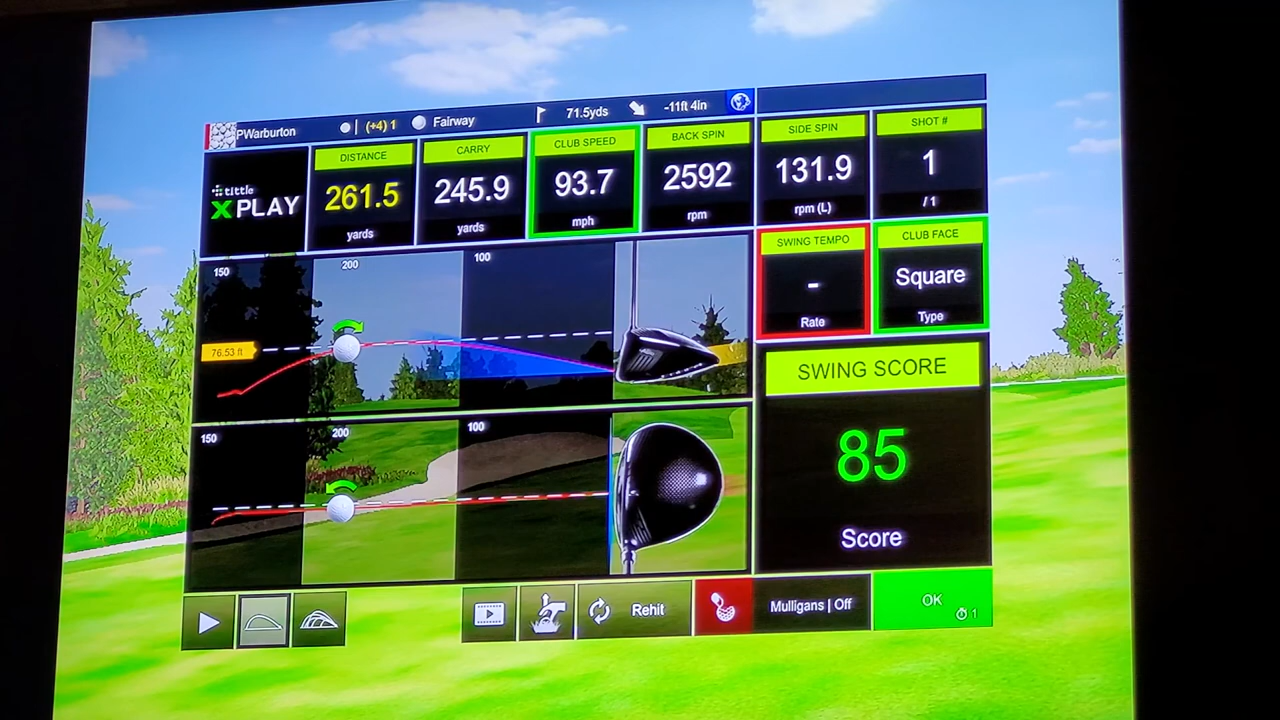 PWarburton (+4) 1 Fairway 71.5yds -11ft 4in
tittle
X PLAY
DISTANCE
261.5
yards
CARRY
245.9
yards
CLUB SPEED
93.7
mph
BACK SPIN
2592
rpm
SIDE SPIN
131.9
rpm (L)
SHOT #
1
/ 1
SWING TEMPO
-
Rate
CLUB FACE
Square
Type
150 200 100
76.53 ft
SWING SCORE
85
Score
150 200 100
Rehit
Mulligans | Off
OK
1